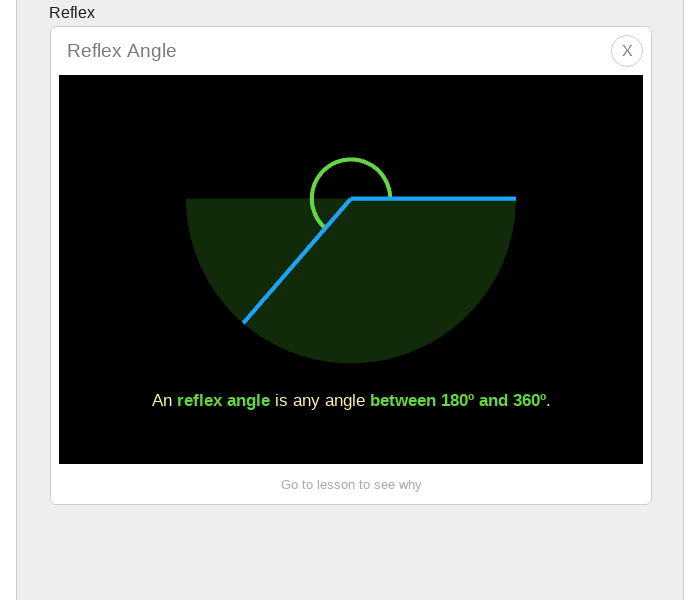 Reflex
Reflex Angle
X
An reflex angle is any angle between 180º and 360º.
Go to lesson to see why